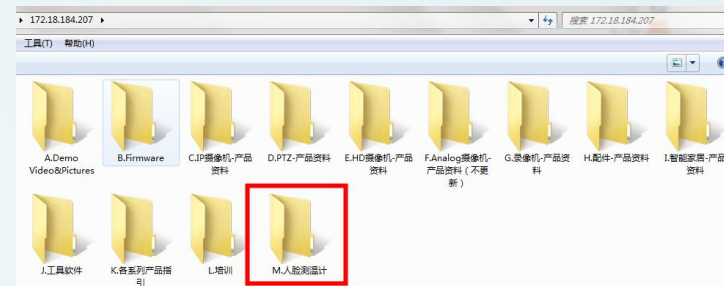 172.18.184.207
搜索 172.18.184.207
工具(T) 帮助(H)
A.Demo
Video&Pictures
B.Firmware
C.IP摄像机-产品
资料
D.PTZ-产品资料
E.HD摄像机-产品
资料
F.Analog摄像机-
产品资料（不更
新）
G.录像机-产品资
料
H.配件-产品资料
I.智能家居-产品
资料
J.工具软件
K.各系列产品指
引
L.培训
M.人脸测温计